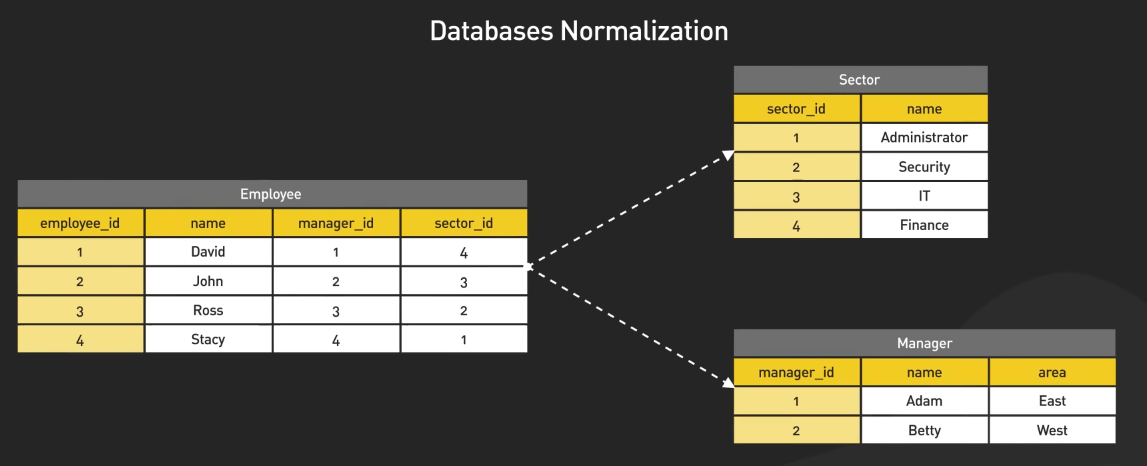 Databases Normalization
Sector
sector_id name
1 Administrator
2 Security
3 IT
4 Finance
Employee
employee_id name manager_id sector_id
1 David 1 4
2 John 2 3
3 Ross 3 2
4 Stacy 4 1
Manager
manager_id name area
1 Adam East
2 Betty West